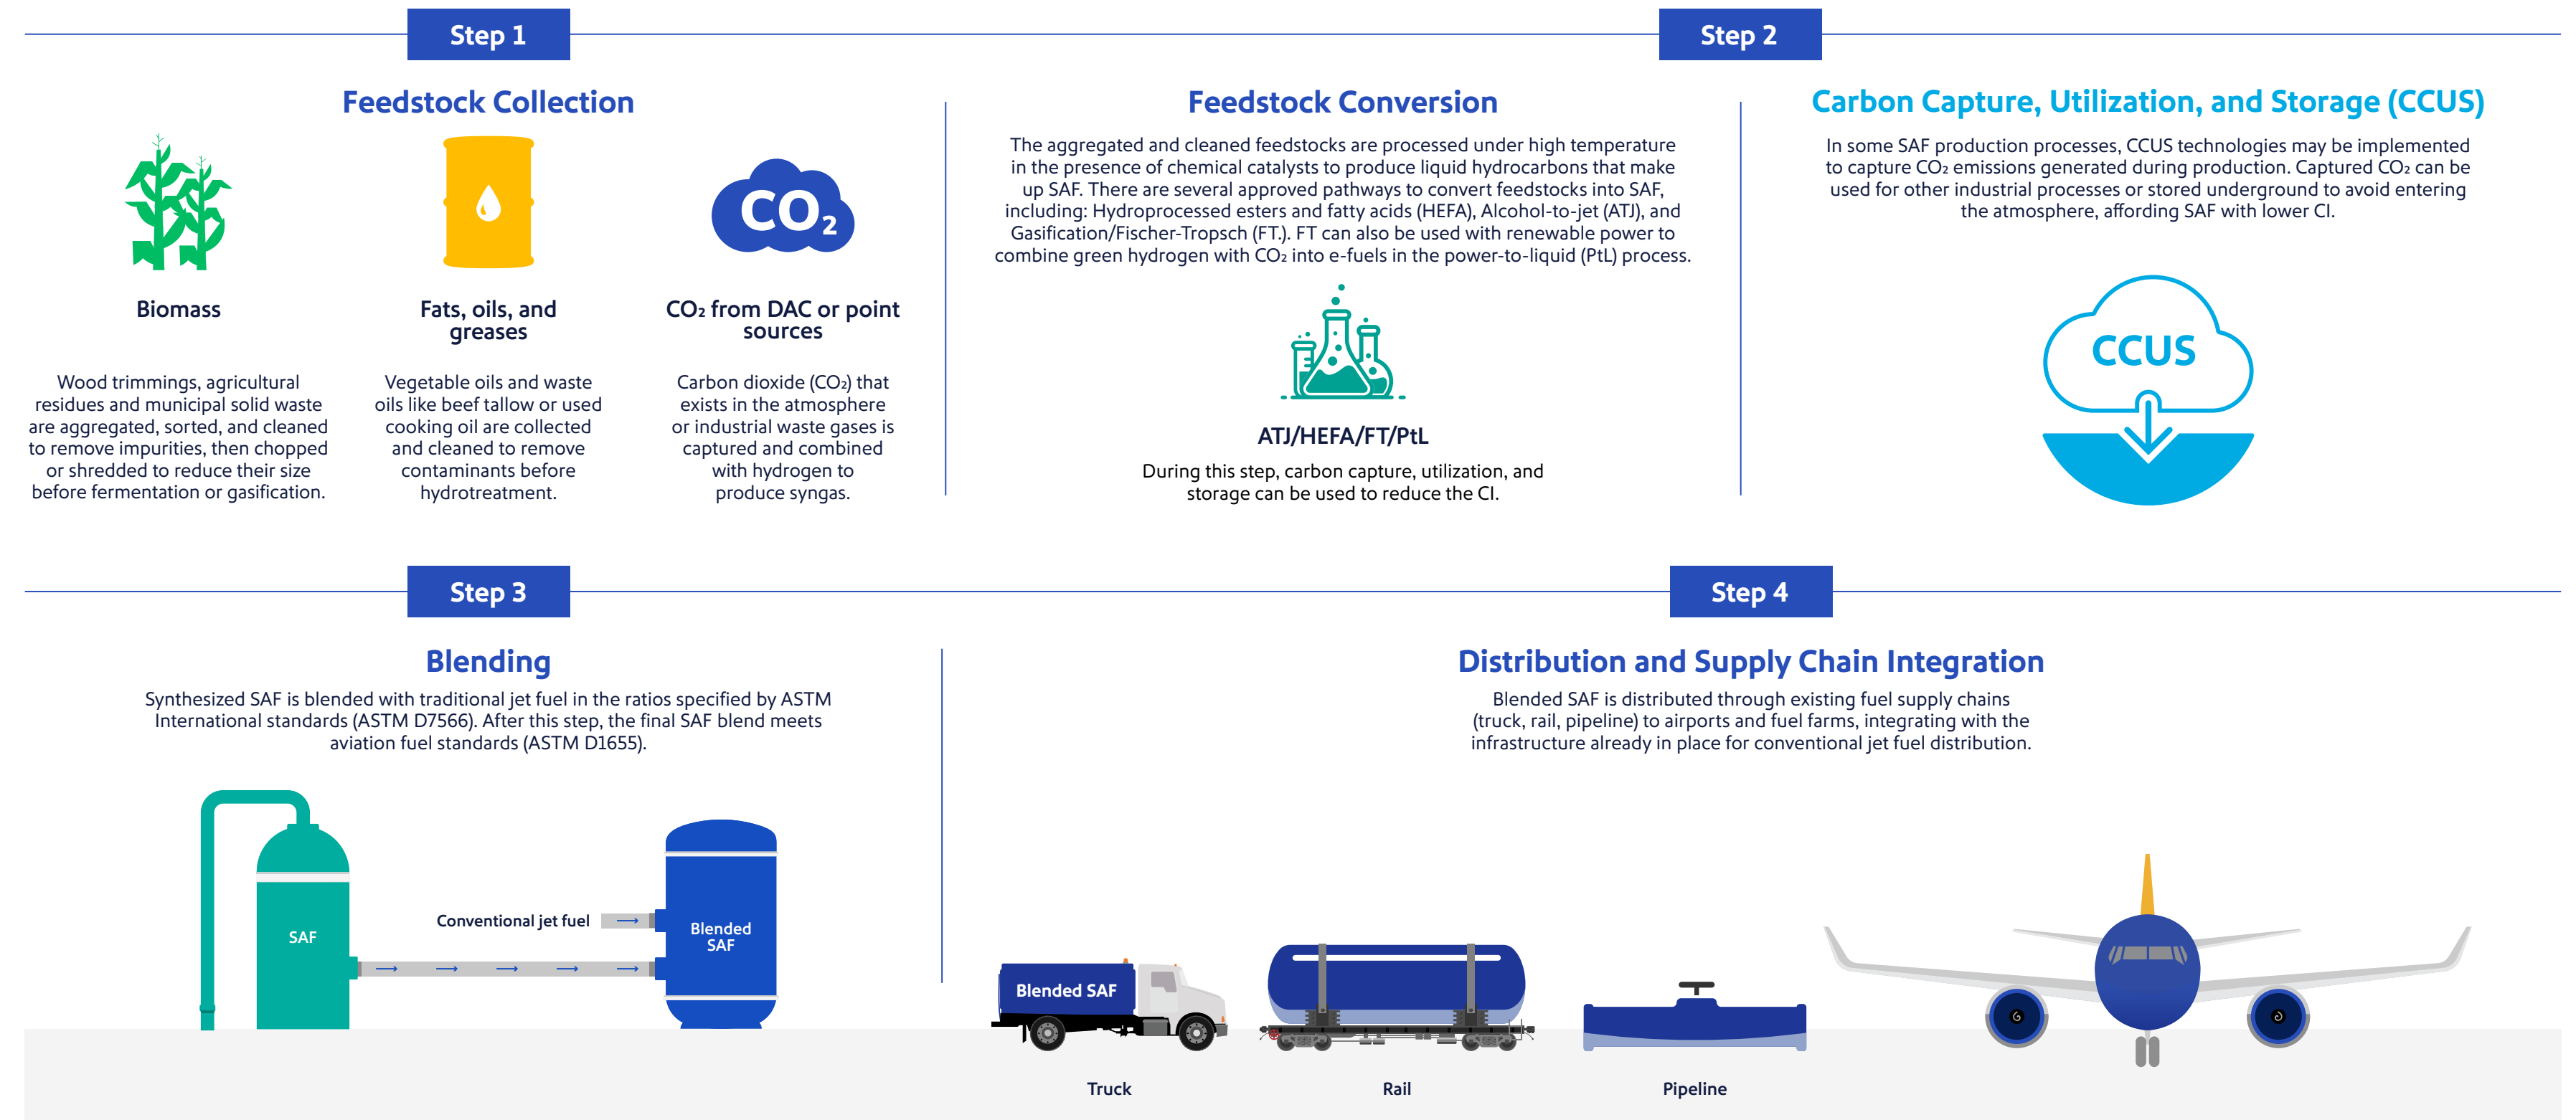 Step 1
Step 2
Feedstock Collection
CO₂
Biomass
Wood trimmings, agricultural
residues and municipal solid waste
are aggregated, sorted, and cleaned
to remove impurities, then chopped
or shredded to reduce their size
before fermentation or gasification.
Fats, oils, and
greases
Vegetable oils and waste
oils like beef tallow or used
cooking oil are collected
and cleaned to remove
contaminants before
hydrotreatment.
CO₂ from DAC or point
sources
Carbon dioxide (CO₂) that
exists in the atmosphere
or industrial waste gases is
captured and combined
with hydrogen to
produce syngas.
Feedstock Conversion
The aggregated and cleaned feedstocks are processed under high temperature
in the presence of chemical catalysts to produce liquid hydrocarbons that make
up SAF. There are several approved pathways to convert feedstocks into SAF,
including: Hydroprocessed esters and fatty acids (HEFA), Alcohol-to-jet (ATJ), and
Gasification/Fischer-Tropsch (FT.). FT can also be used with renewable power to
combine green hydrogen with CO₂ into e-fuels in the power-to-liquid (PtL) process.
ATJ/HEFA/FT/PtL
During this step, carbon capture, utilization, and
storage can be used to reduce the CI.
Carbon Capture, Utilization, and Storage (CCUS)
In some SAF production processes, CCUS technologies may be implemented
to capture CO₂ emissions generated during production. Captured CO₂ can be
used for other industrial processes or stored underground to avoid entering
the atmosphere, affording SAF with lower CI.
CCUS
Step 3
Step 4
Blending
Synthesized SAF is blended with traditional jet fuel in the ratios specified by ASTM
International standards (ASTM D7566). After this step, the final SAF blend meets
aviation fuel standards (ASTM D1655).
SAF
Conventional jet fuel
Blended
SAF
Distribution and Supply Chain Integration
Blended SAF is distributed through existing fuel supply chains
(truck, rail, pipeline) to airports and fuel farms, integrating with the
infrastructure already in place for conventional jet fuel distribution.
Blended SAF
Truck
Rail
Pipeline